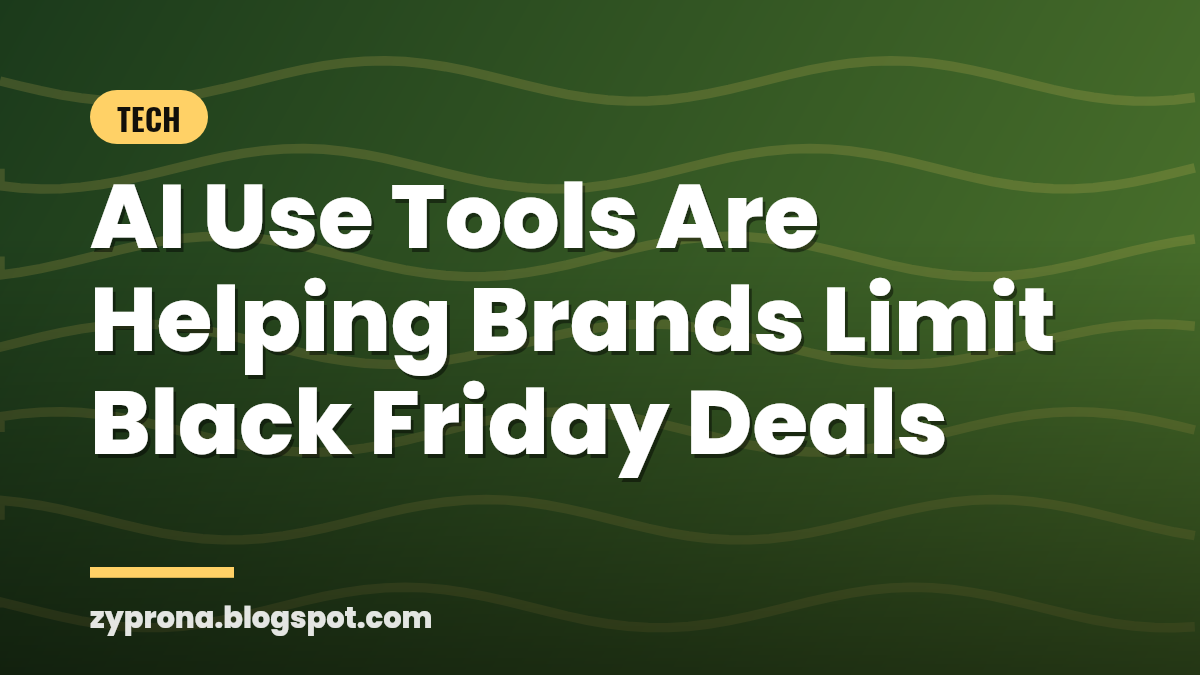 TECH
AI Use Tools Are
Helping Brands Limit
Black Friday Deals
zyprona.blogspot.com